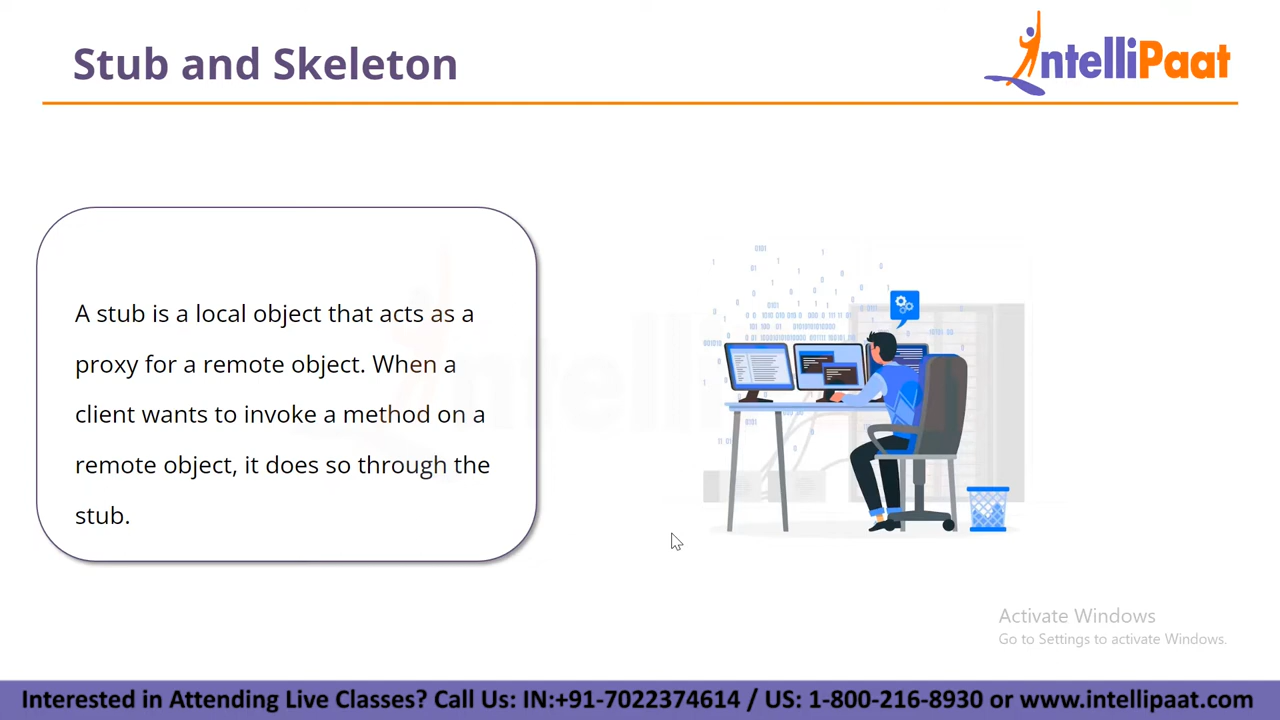 Stub and Skeleton
IntelliPaat
A stub is a local object that acts as a
proxy for a remote object. When a
client wants to invoke a method on a
remote object, it does so through the
stub.
Activate Windows
Go to Settings to activate Windows.
Interested in Attending Live Classes? Call Us: IN:+91-7022374614 / US: 1-800-216-8930 or www.intellipaat.com